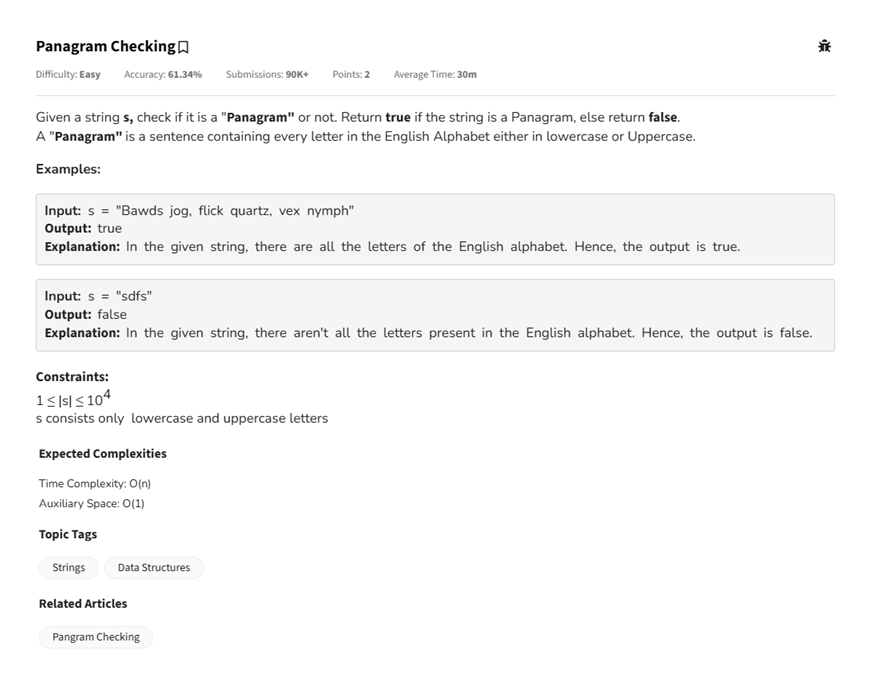 Panagram Checking
Difficulty: Easy Accuracy: 61.34% Submissions: 90K+ Points: 2 Average Time: 30m
Given a string s, check if it is a "Panagram" or not. Return true if the string is a Panagram, else return false.
A "Panagram" is a sentence containing every letter in the English Alphabet either in lowercase or Uppercase.
Examples:
Input: s = "Bawds jog, flick quartz, vex nymph"
Output: true
Explanation: In the given string, there are all the letters of the English alphabet. Hence, the output is true.
Input: s = "sdfs"
Output: false
Explanation: In the given string, there aren't all the letters present in the English alphabet. Hence, the output is false.
Constraints:
1 ≤ |s| ≤ 10⁴
s consists only lowercase and uppercase letters
Expected Complexities
Time Complexity: O(n)
Auxiliary Space: O(1)
Topic Tags
Strings Data Structures
Related Articles
Pangram Checking